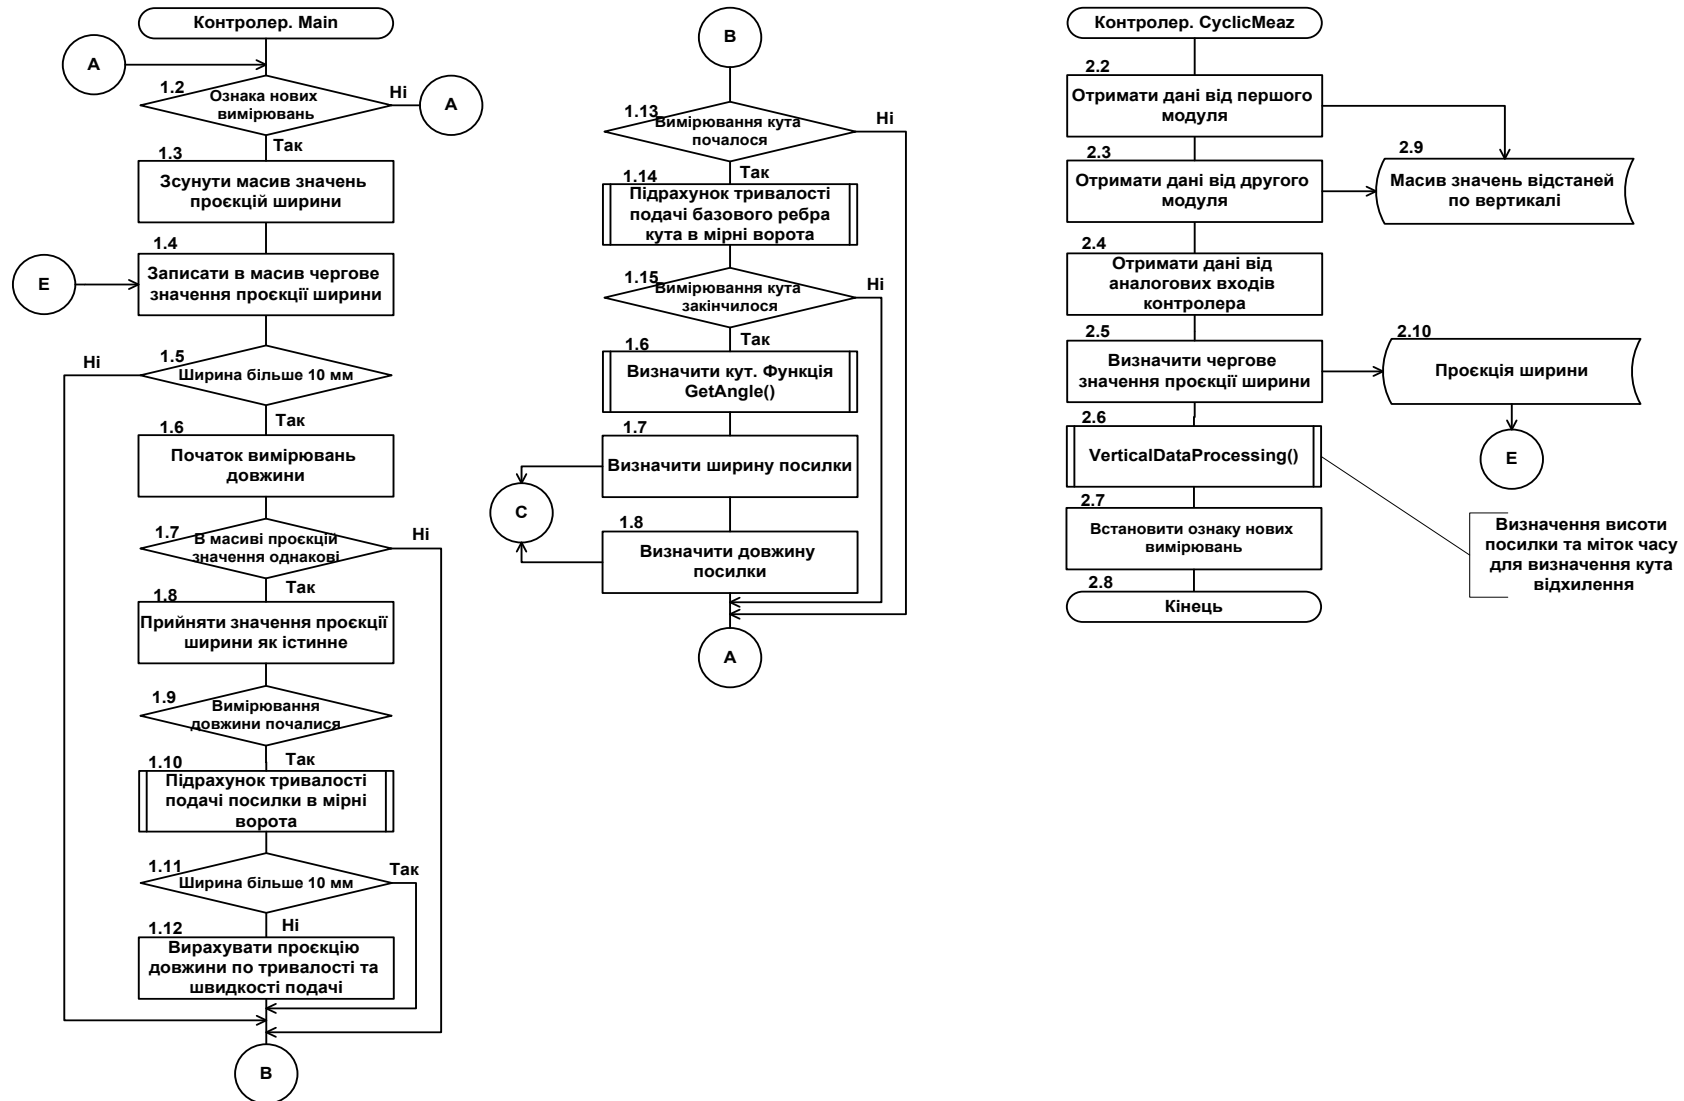 Контролер. Main
А
1.2
Ні
Ознака нових
вимірювань
А
Так
1.3
Зсунути масив значень
проєкцій ширини
1.4
Записати в масив чергове
значення проєкції ширини
Е
1.5
Ні
Ширина більше 10 мм
Так
1.6
Початок вимірювань
довжини
1.7
Ні
В масиві проєкцій
значення однакові
Так
1.8
Прийняти значення проєкції
ширини як істинне
1.9
Вимірювання
довжини почалися
Так
1.10
Підрахунок тривалості
подачі посилки в мірні
ворота
1.11
Так
Ширина більше 10 мм
Ні
1.12
Вирахувати проєкцію
довжини по тривалості та
швидкості подачі
В
В
1.13
Ні
Вимірювання кута
почалося
Так
1.14
Підрахунок тривалості
подачі базового ребра
кута в мірні ворота
1.15
Ні
Вимірювання кута
закінчилося
Так
1.6
Визначити кут. Функція
GetAngle()
1.7
Визначити ширину посилки
С
1.8
Визначити довжину
посилки
А
Контролер. CyclicMeaz
2.2
Отримати дані від першого
модуля
2.3
Отримати дані від другого
модуля
2.9
Масив значень відстаней
по вертикалі
2.4
Отримати дані від
аналогових входів
контролера
2.5
Визначити чергове
значення проєкції ширини
2.10
Проєкція ширини
Е
2.6
VerticalDataProcessing()
2.7
Встановити ознаку нових
вимірювань
Визначення висоти
посилки та міток часу
для визначення кута
відхилення
2.8
Кінець